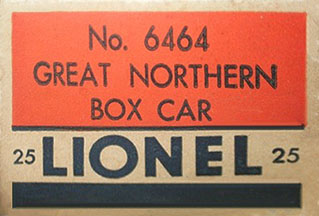 No. 6464
GREAT NORTHERN
BOX CAR
25 LIONEL 25